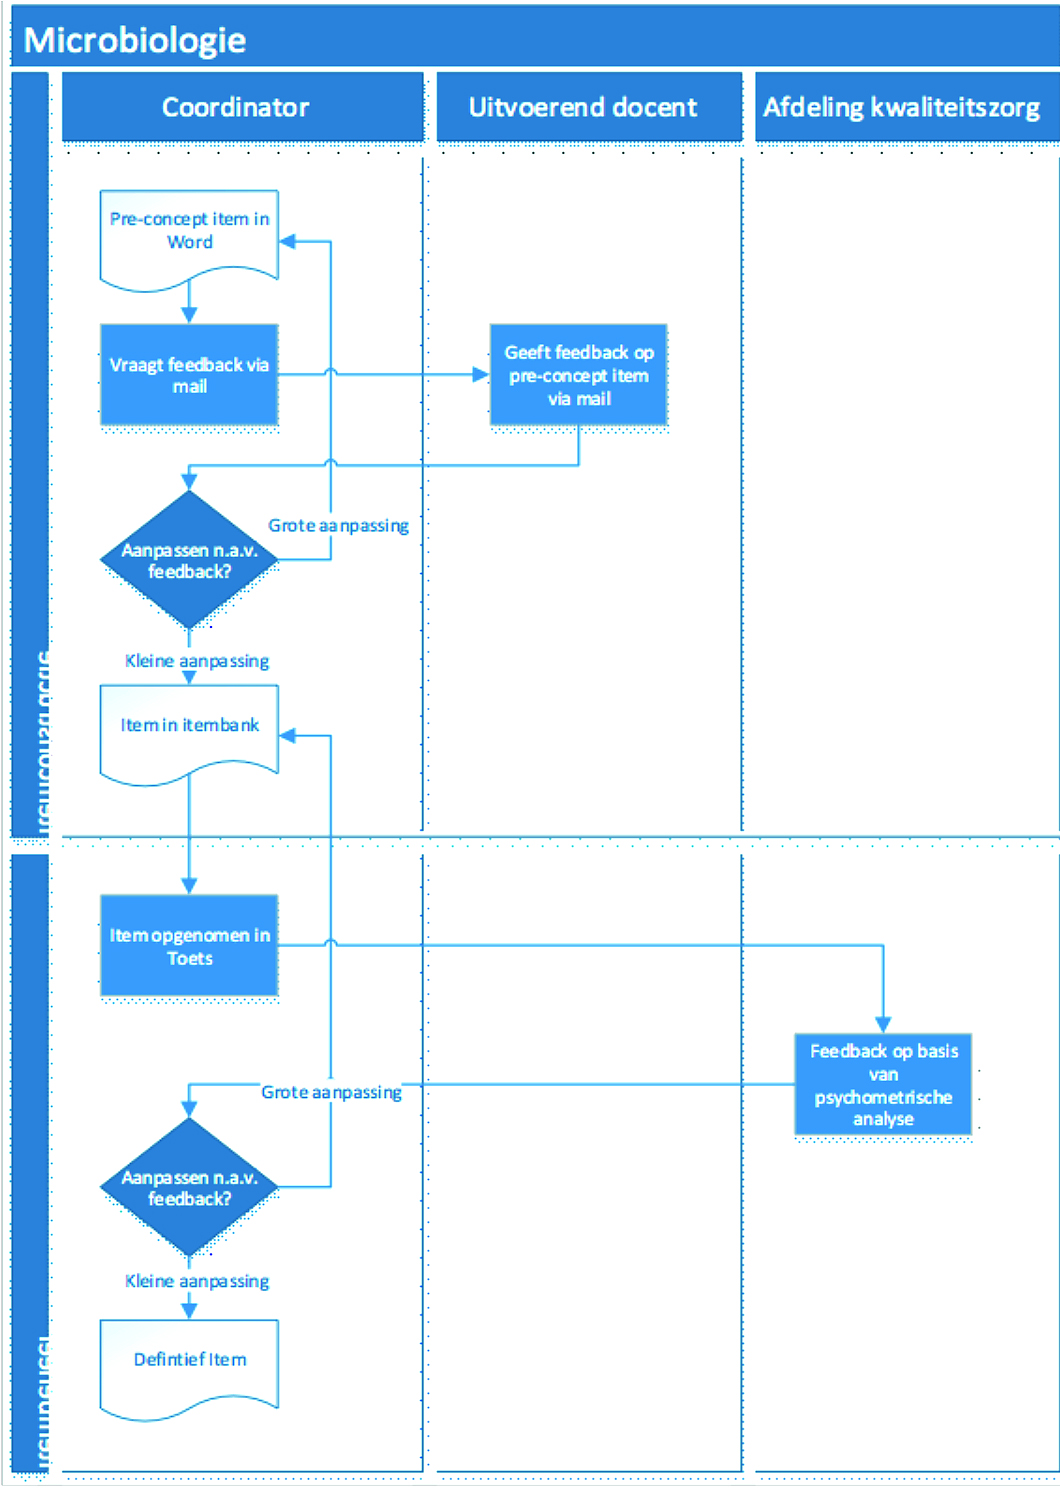 Microbiologie
Coordinator
Uitvoerend docent
Afdeling kwaliteitszorg
Pre-concept item in
Word
Vraagt feedback via
mail
Geeft feedback op
pre-concept item
via mail
Grote aanpassing
Aanpassen n.a.v.
feedback?
Kleine aanpassing
Item in itembank
Item opgenomen in
Toets
Feedback op basis
van
psychometrische
analyse
Grote aanpassing
Aanpassen n.a.v.
feedback?
Kleine aanpassing
Defintief Item